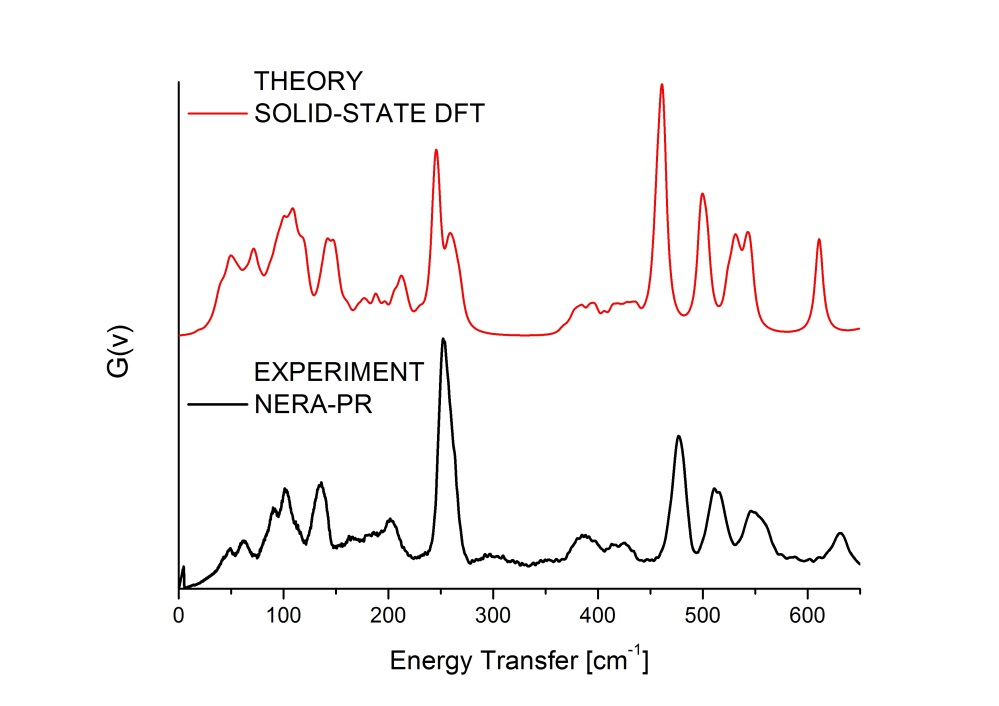 THEORY
SOLID-STATE DFT
EXPERIMENT
NERA-PR
G(v)
0 100 200 300 400 500 600
Energy Transfer [cm⁻¹]